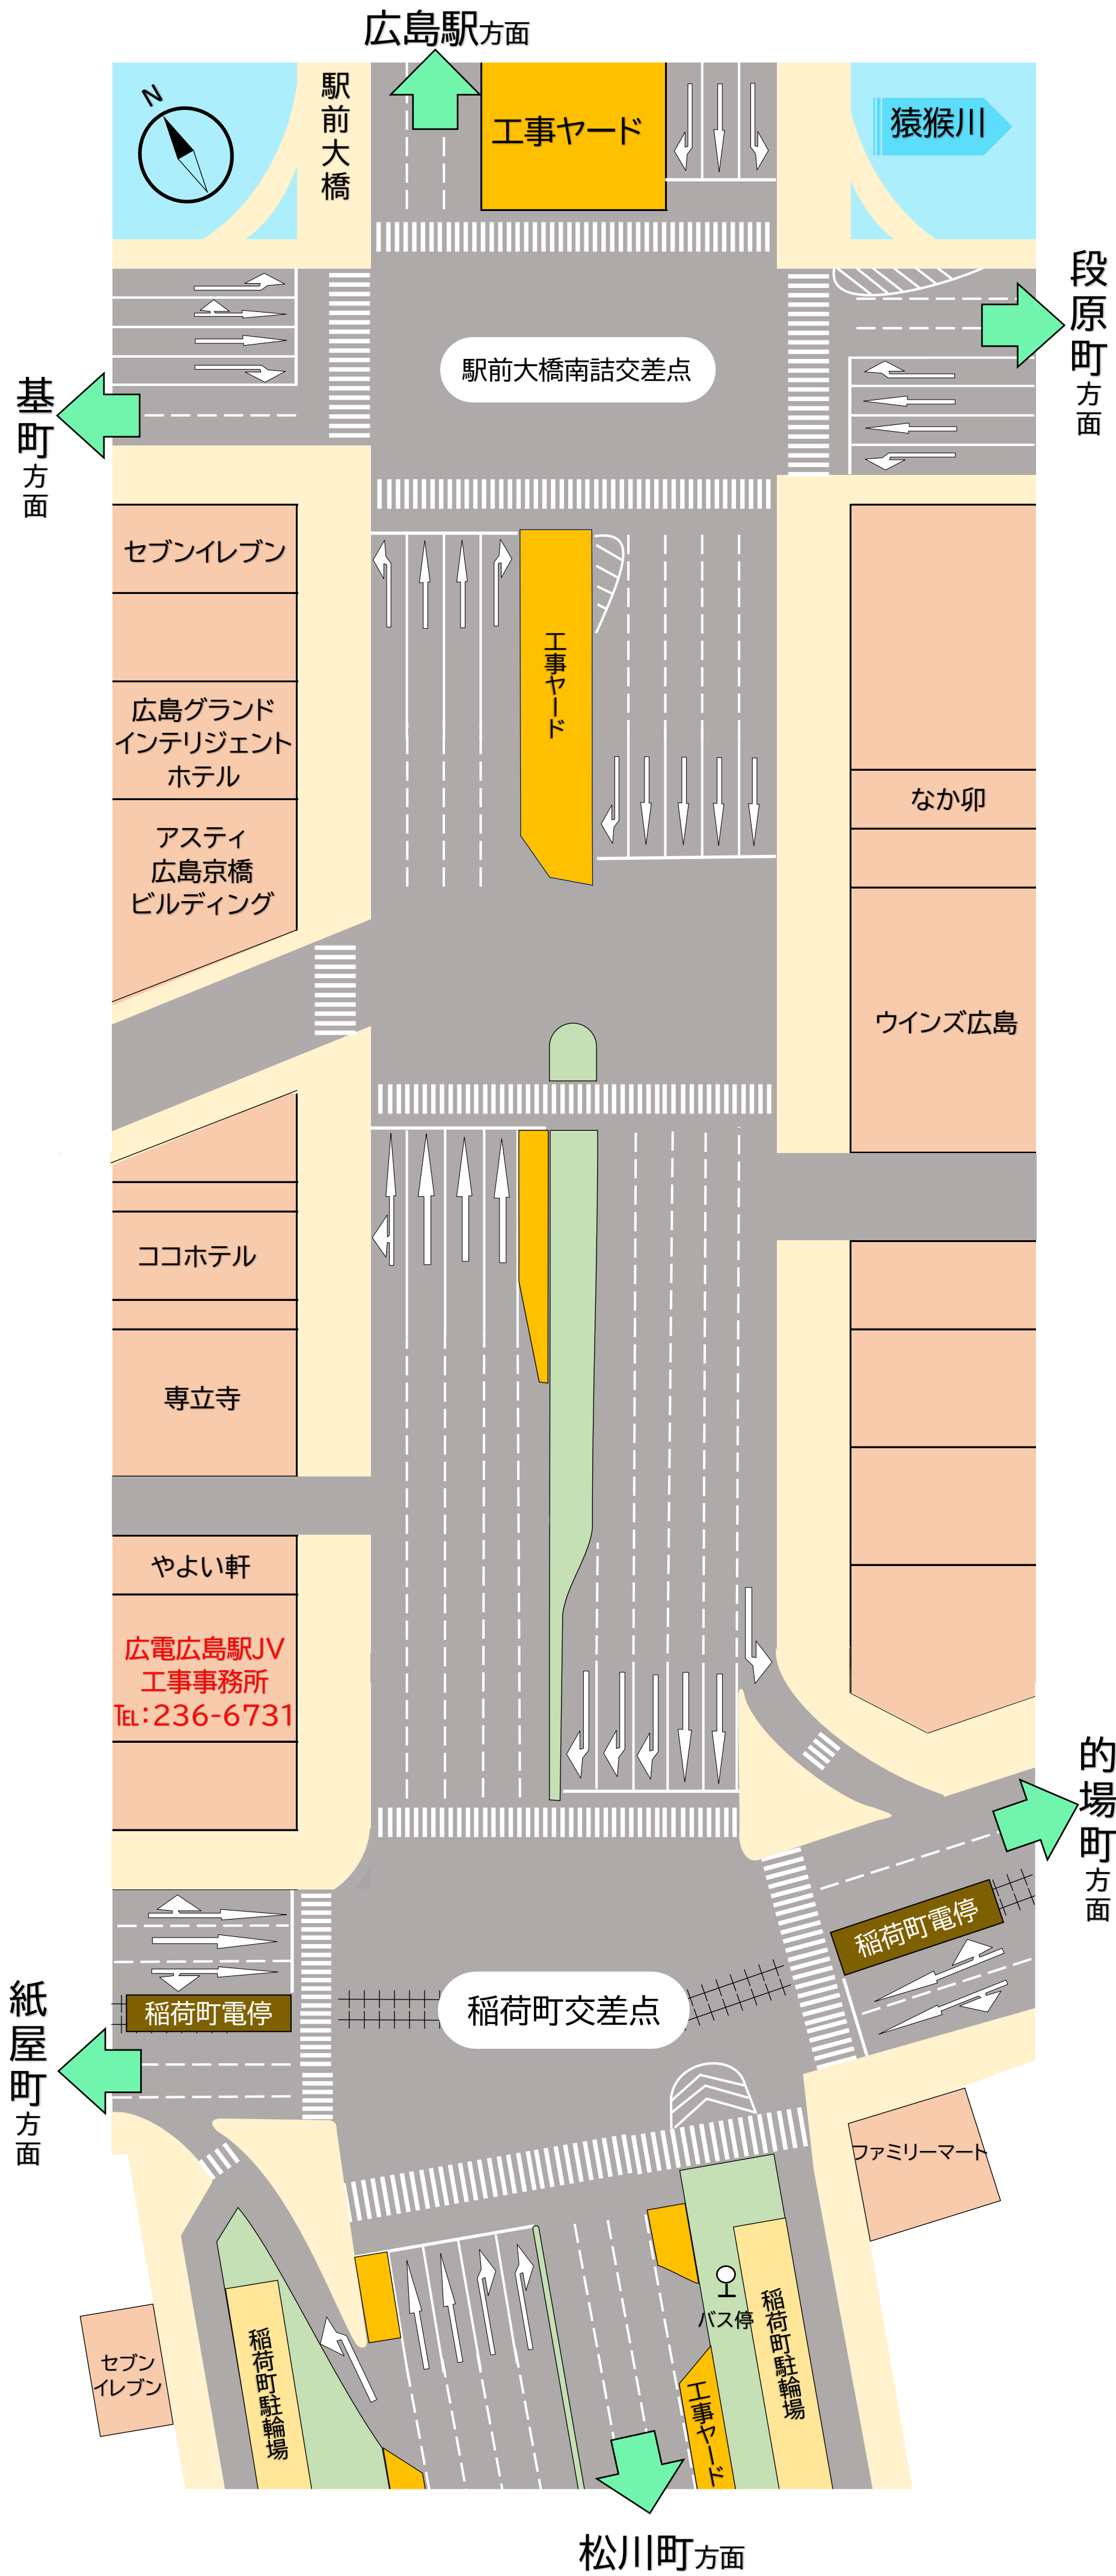 広島駅方面
駅前大橋
N
工事ヤード
猿猴川
段原町方面
駅前大橋南詰交差点
基町方面
セブンイレブン
工事ヤード
広島グランド
インテリジェント
ホテル
なか卯
アスティ
広島京橋
ビルディング
ウインズ広島
ココホテル
専立寺
やよい軒
広電広島駅JV
工事事務所
℡:236-6731
的場町方面
稲荷町電停
紙屋町方面
稲荷町電停
稲荷町交差点
ファミリーマート
バス停
稲荷町駐輪場
稲荷町駐輪場
セブン
イレブン
工事ヤード
松川町方面